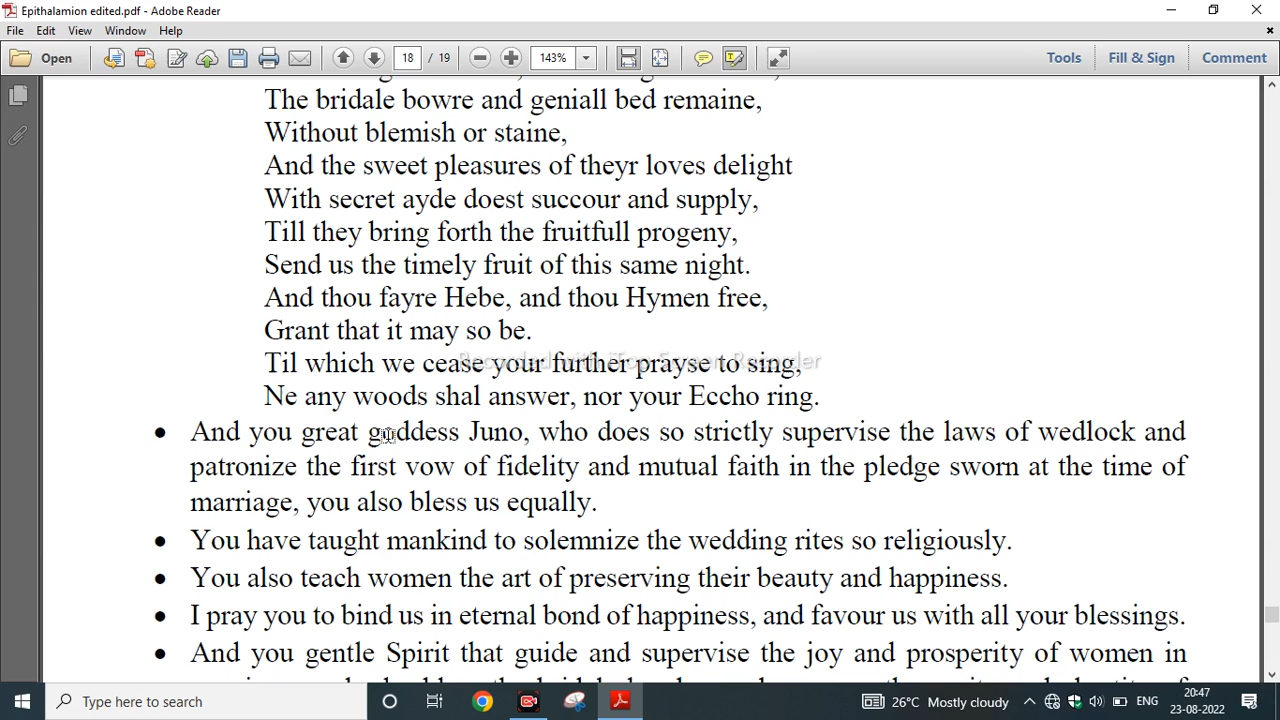 Epithalamion edited.pdf - Adobe Reader
File Edit View Window Help
Open 18 / 19 143% Tools Fill & Sign Comment
The bridale bowre and geniall bed remaine,
Without blemish or staine,
And the sweet pleasures of theyr loves delight
With secret ayde doest succour and supply,
Till they bring forth the fruitfull progeny,
Send us the timely fruit of this same night.
And thou fayre Hebe, and thou Hymen free,
Grant that it may so be.
Til which we cease your further prayse to sing,
Recorded with iTop Screen Recorder
Ne any woods shal answer, nor your Eccho ring.
• And you great goddess Juno, who does so strictly supervise the laws of wedlock and
patronize the first vow of fidelity and mutual faith in the pledge sworn at the time of
marriage, you also bless us equally.
• You have taught mankind to solemnize the wedding rites so religiously.
• You also teach women the art of preserving their beauty and happiness.
• I pray you to bind us in eternal bond of happiness, and favour us with all your blessings.
• And you gentle Spirit that guide and supervise the joy and prosperity of women in
Type here to search 26°C Mostly cloudy ENG 20:47
23-08-2022